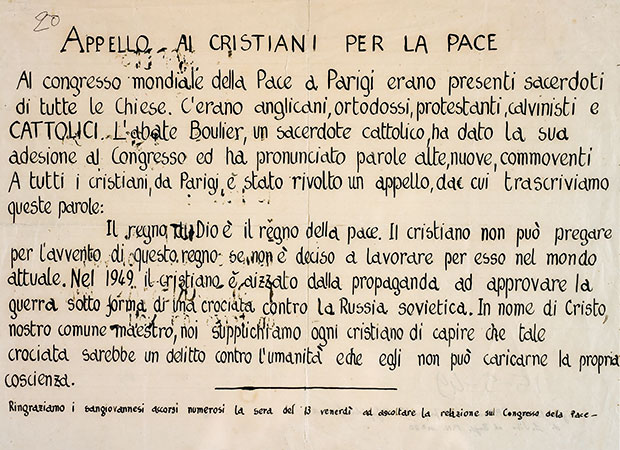 20
APPELLO AI CRISTIANI PER LA PACE
Al congresso mondiale della Pace a Parigi erano presenti sacerdoti
di tutte le Chiese. C'erano anglicani, ortodossi, protestanti, calvinisti e
CATTOLICI. L'abate Boulier, un sacerdote cattolico, ha dato la sua
adesione al Congresso ed ha pronunciato parole alte, nuove, commoventi
A tutti i cristiani, da Parigi, è stato rivolto un appello, dal cui trascriviamo
queste parole:
Il regno di Dio è il regno della pace. Il cristiano non può pregare
per l'avvento di questo regno se non è deciso a lavorare per esso nel mondo
attuale. Nel 1949 il cristiano è aizzato dalla propaganda ad approvare la
guerra sotto forma di una crociata contro la Russia sovietica. In nome di Cristo,
nostro comune maestro, noi supplichiamo ogni cristiano di capire che tale
crociata sarebbe un delitto contro l'umanità e che egli non può caricarne la propria
coscienza.
Ringraziamo i sangiovannesi accorsi numerosi la sera del 13 venerdì ad ascoltare la relazione sul Congresso dela Pace-